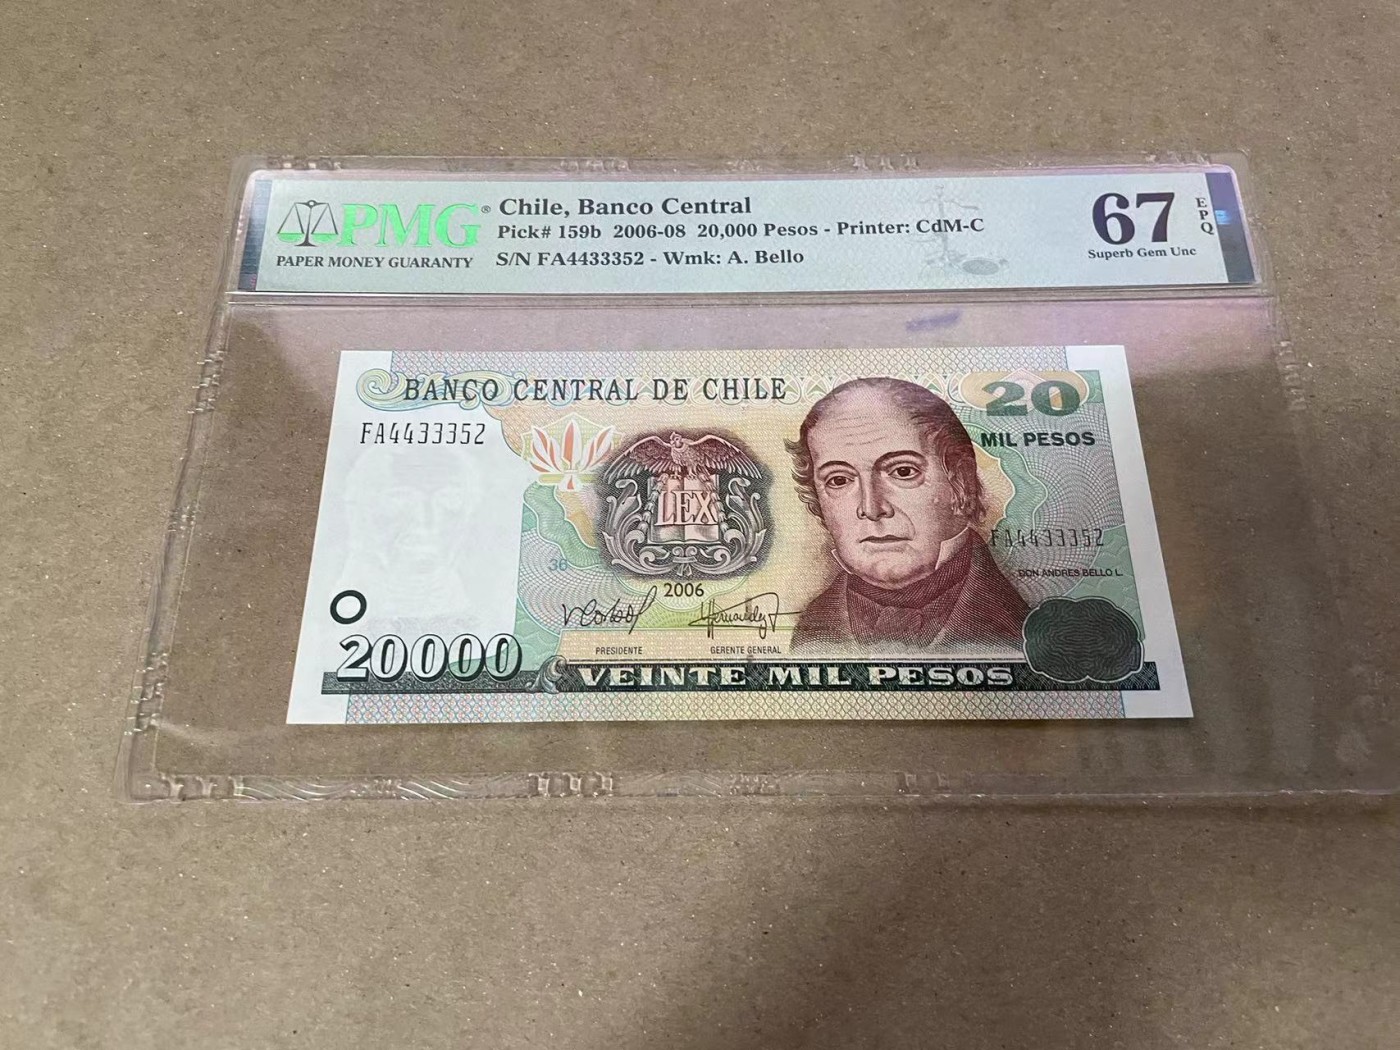 PMG®
PAPER MONEY GUARANTY
Chile, Banco Central
Pick# 159b 2006-08 20,000 Pesos - Printer: CdM-C
S/N FA4433352 - Wmk: A. Bello
67
EPQ
Superb Gem Unc
BANCO CENTRAL DE CHILE
20
MIL PESOS
FA4433352
LEX
FA4433352
36
DON ANDRES BELLO L.
2006
PRESIDENTE
GERENTE GENERAL
20000
VEINTE MIL PESOS